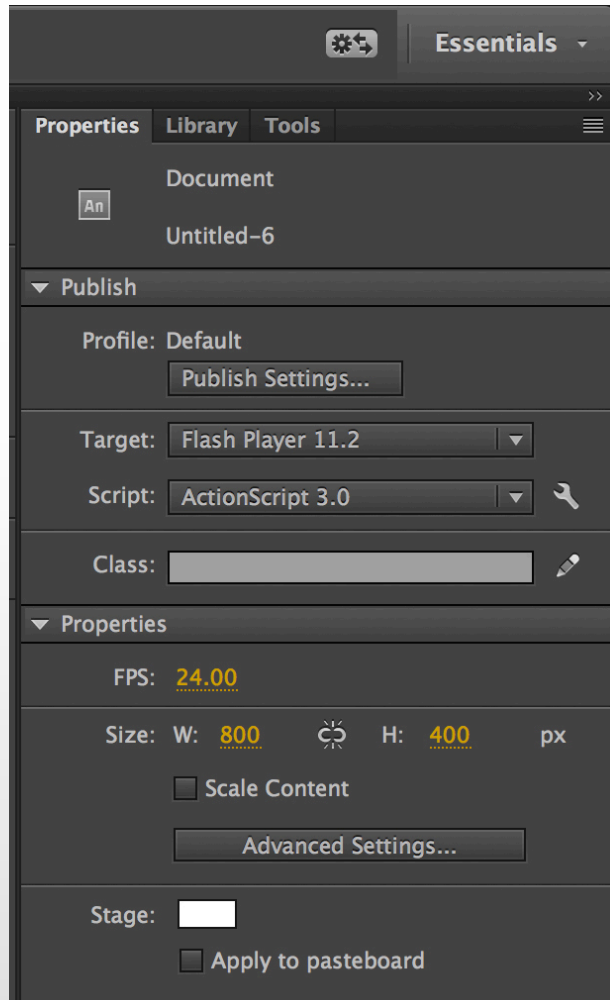 Essentials
>>
Properties Library Tools
An
Document
Untitled-6
Publish
Profile: Default
Publish Settings...
Target: Flash Player 11.2
Script: ActionScript 3.0
Class:
Properties
FPS: 24.00
Size: W: 800 H: 400 px
Scale Content
Advanced Settings...
Stage:
Apply to pasteboard